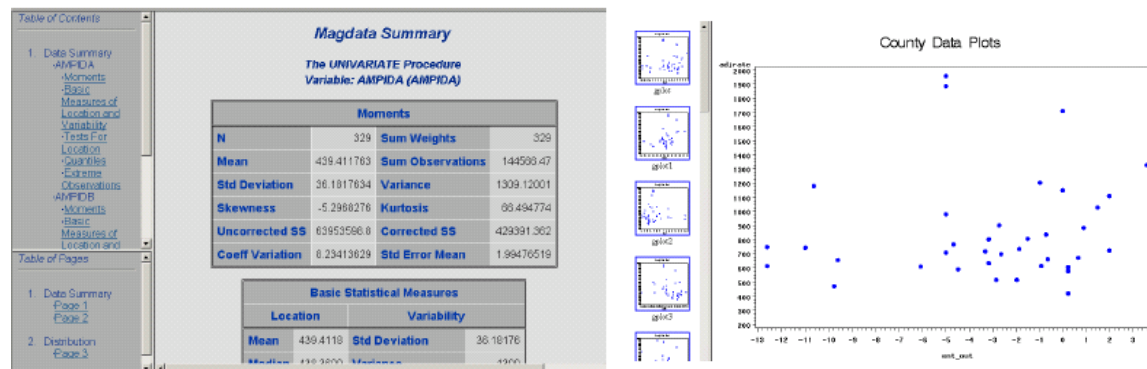 Table of Contents
1. Data Summary
·AMPIDA
·Moments
·Basic
Measures of
Location and
Variability
·Tests For
Location
·Quantiles
·Extreme
Observations
·AMPIDB
·Moments
·Basic
Measures of
Location and
Table of Pages
1. Data Summary
·Page 1
·Page 2
2. Distribution
·Page 3
Magdata Summary
The UNIVARIATE Procedure
Variable: AMPIDA (AMPIDA)
Moments
N 329 Sum Weights 329
Mean 439.411763 Sum Observations 144566.47
Std Deviation 36.1817634 Variance 1309.12001
Skewness -5.2968276 Kurtosis 66.494774
Uncorrected SS 63953598.8 Corrected SS 429391.362
Coeff Variation 8.23413629 Std Error Mean 1.99476519
Basic Statistical Measures
Location Variability
Mean 439.4118 Std Deviation 36.18176
Median Variance 1309
gplot
gplot1
gplot2
gplot3
County Data Plots
adjrate
2000
1900
1800
1700
1600
1500
1400
1300
1200
1100
1000
900
800
700
600
500
400
300
200
-13 -12 -11 -10 -9 -8 -7 -6 -5 -4 -3 -2 -1 0 1 2 3